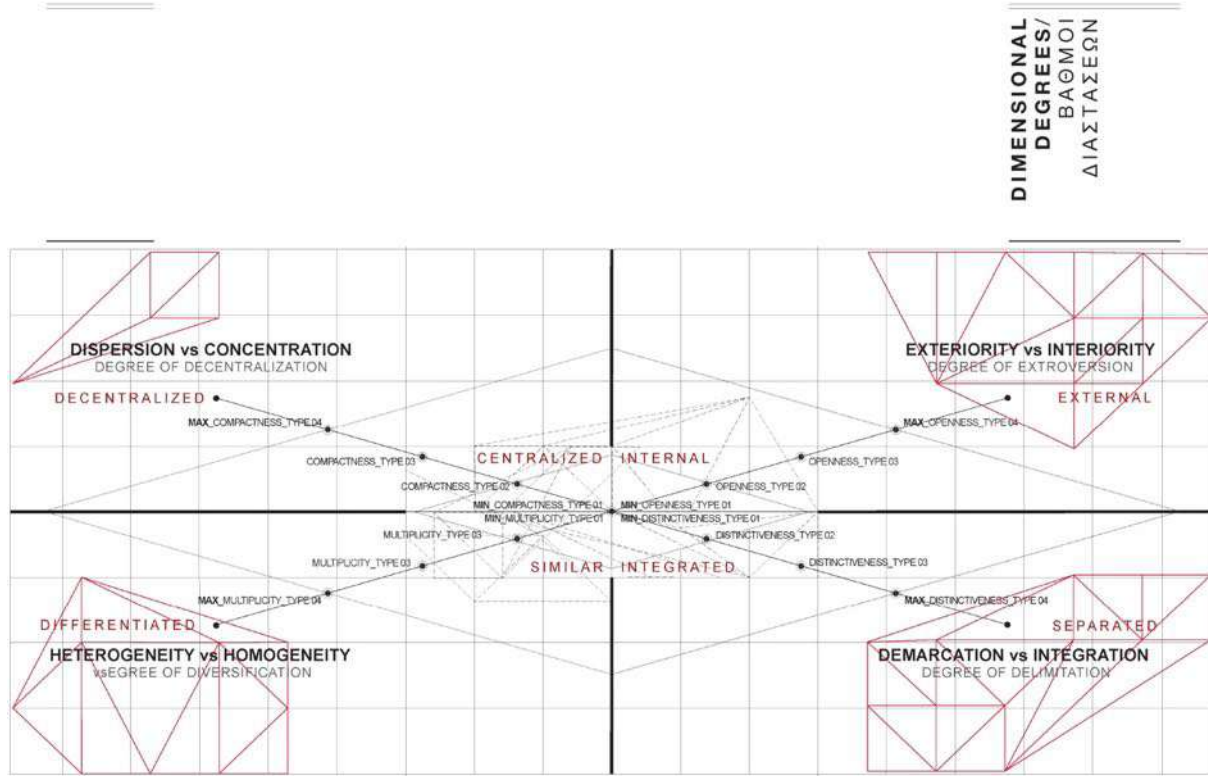 DIMENSIONAL
DEGREES/
ΒΑΘΜΟΙ
ΔΙΑΣΤΑΣΕΩΝ
DISPERSION vs CONCENTRATION
DEGREE OF DECENTRALIZATION
DECENTRALIZED
MAX_COMPACTNESS_TYPE 04
COMPACTNESS_TYPE 03
COMPACTNESS_TYPE 02
MIN_COMPACTNESS_TYPE 01
CENTRALIZED
EXTERIORITY vs INTERIORITY
DEGREE OF EXTROVERSION
EXTERNAL
MAX_OPENNESS_TYPE 04
OPENNESS_TYPE 03
OPENNESS_TYPE 02
MIN_OPENNESS_TYPE 01
INTERNAL
MIN_MULTIPLICITY_TYPE 01
MULTIPLICITY_TYPE 03
MULTIPLICITY_TYPE 03
MAX_MULTIPLICITY_TYPE 04
SIMILAR
DIFFERENTIATED
HETEROGENEITY vs HOMOGENEITY
vsEGREE OF DIVERSIFICATION
MIN_DISTINCTIVENESS_TYPE 01
DISTINCTIVENESS_TYPE 02
DISTINCTIVENESS_TYPE 03
MAX_DISTINCTIVENESS_TYPE 04
INTEGRATED
SEPARATED
DEMARCATION vs INTEGRATION
DEGREE OF DELIMITATION